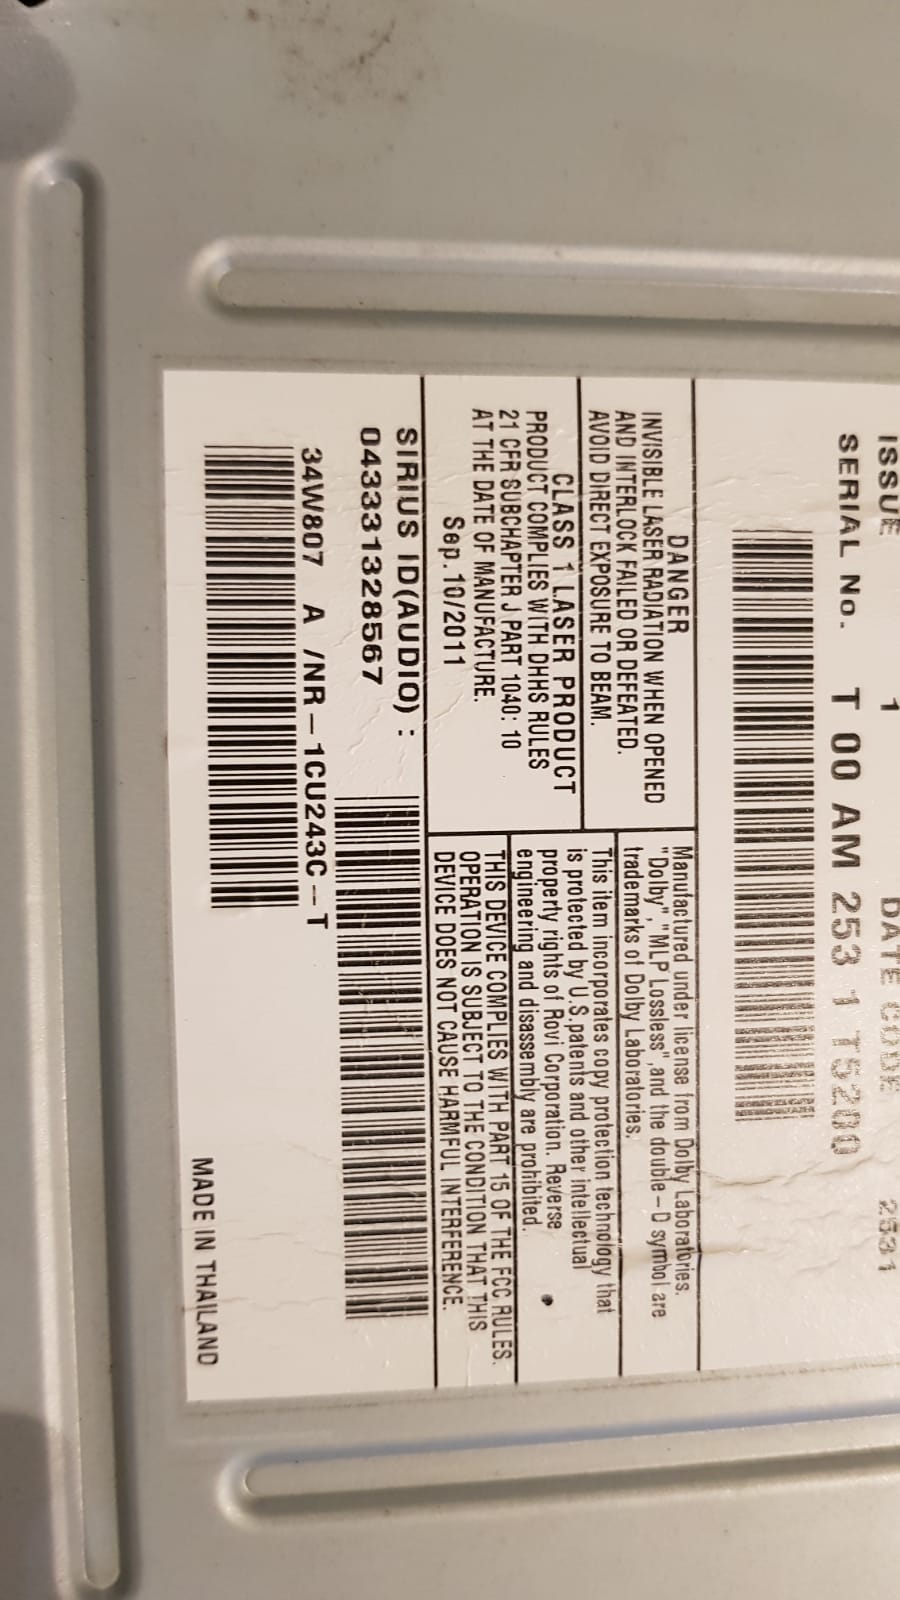 ISSUE 1 DATE CODE 2531
SERIAL No. T 00 AM 253 1 T5200
DANGER
INVISIBLE LASER RADIATION WHEN OPENED
AND INTERLOCK FAILED OR DEFEATED.
AVOID DIRECT EXPOSURE TO BEAM.
CLASS 1 LASER PRODUCT
PRODUCT COMPLIES WITH DHHS RULES
21 CFR SUBCHAPTER J PART 1040: 10
AT THE DATE OF MANUFACTURE.
Sep. 10/2011
Manufactured under license from Dolby Laboratories.
"Dolby", "MLP Lossless", and the double-D symbol are
trademarks of Dolby Laboratories.
This item incorporates copy protection technology that
is protected by U.S. patents and other intellectual
property rights of Rovi Corporation. Reverse
engineering and disassembly are prohibited.
THIS DEVICE COMPLIES WITH PART 15 OF THE FCC RULES.
OPERATION IS SUBJECT TO THE CONDITION THAT THIS
DEVICE DOES NOT CAUSE HARMFUL INTERFERENCE.
SIRIUS ID(AUDIO) :
043331328567
34W807 A /NR-1CU243C-T
MADE IN THAILAND